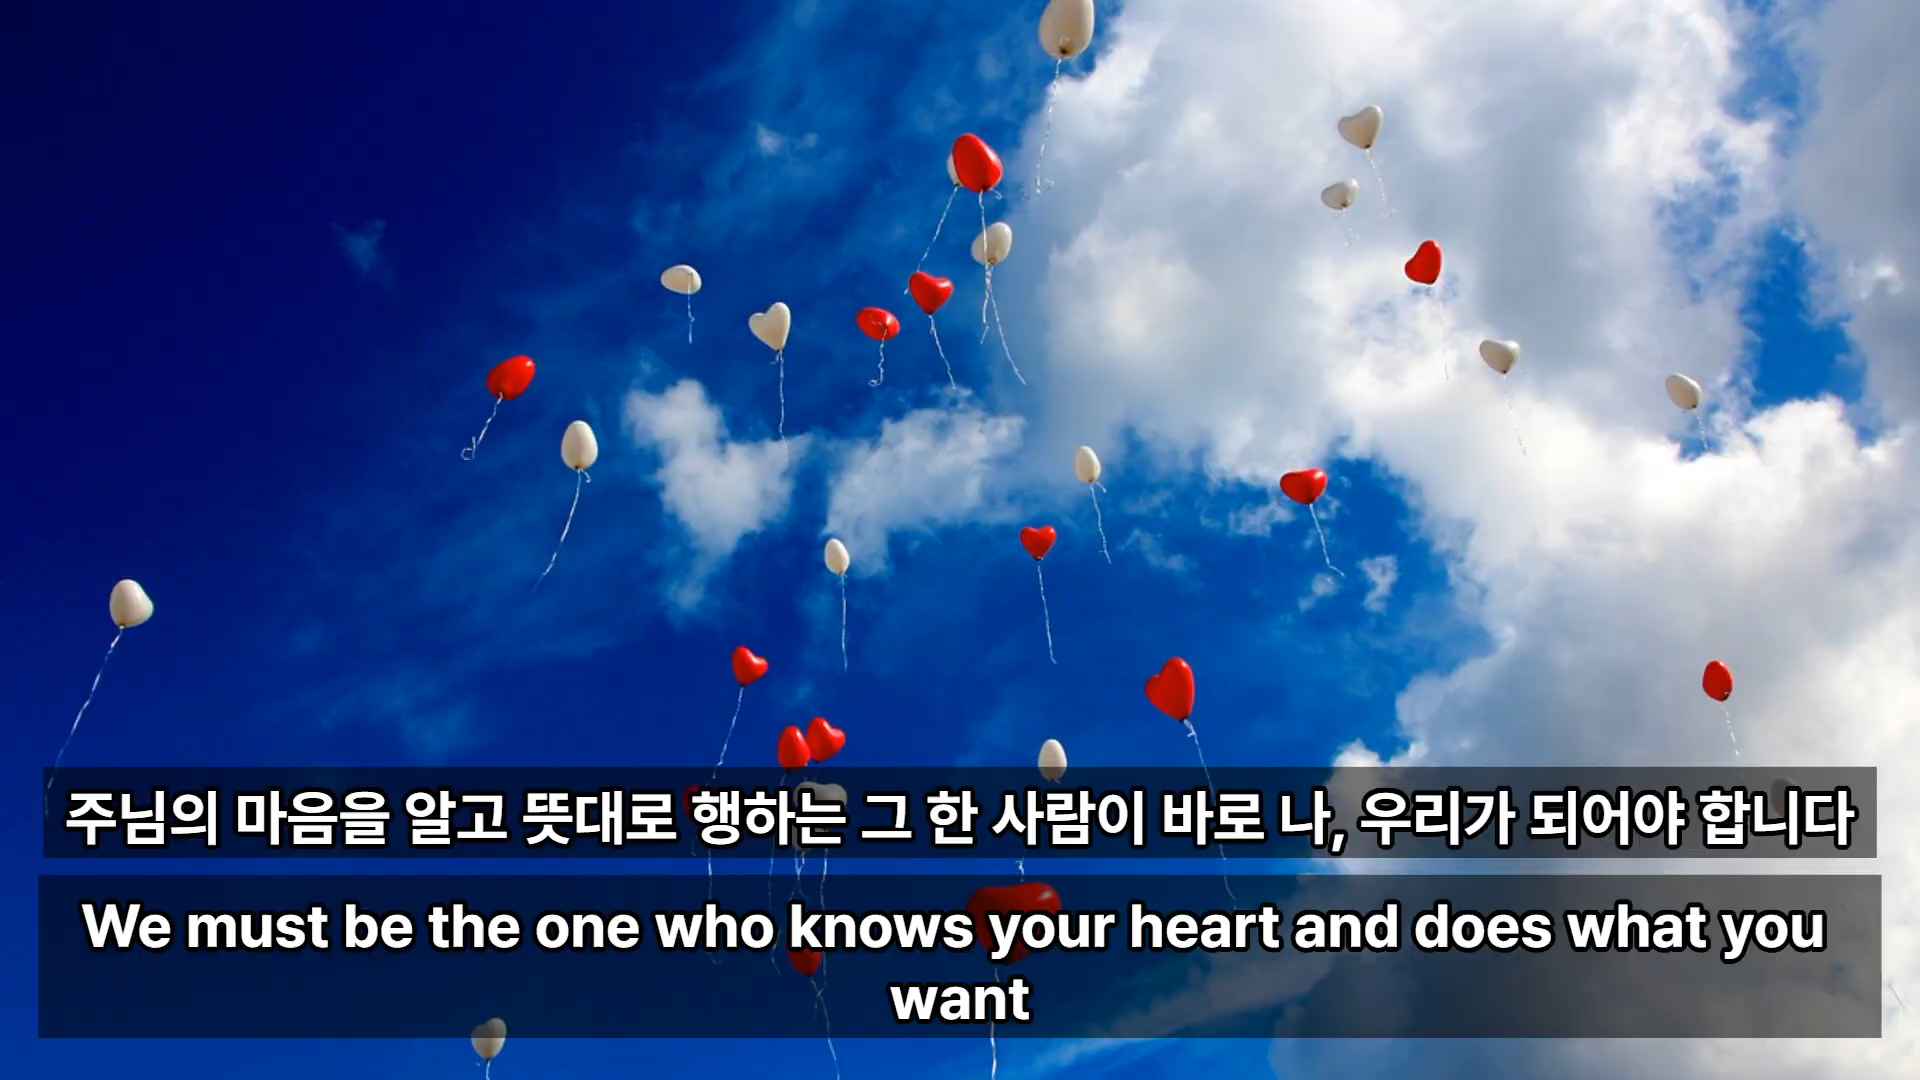 주님의 마음을 알고 뜻대로 행하는 그 한 사람이 바로 나, 우리가 되어야 합니다
We must be the one who knows your heart and does what you
want